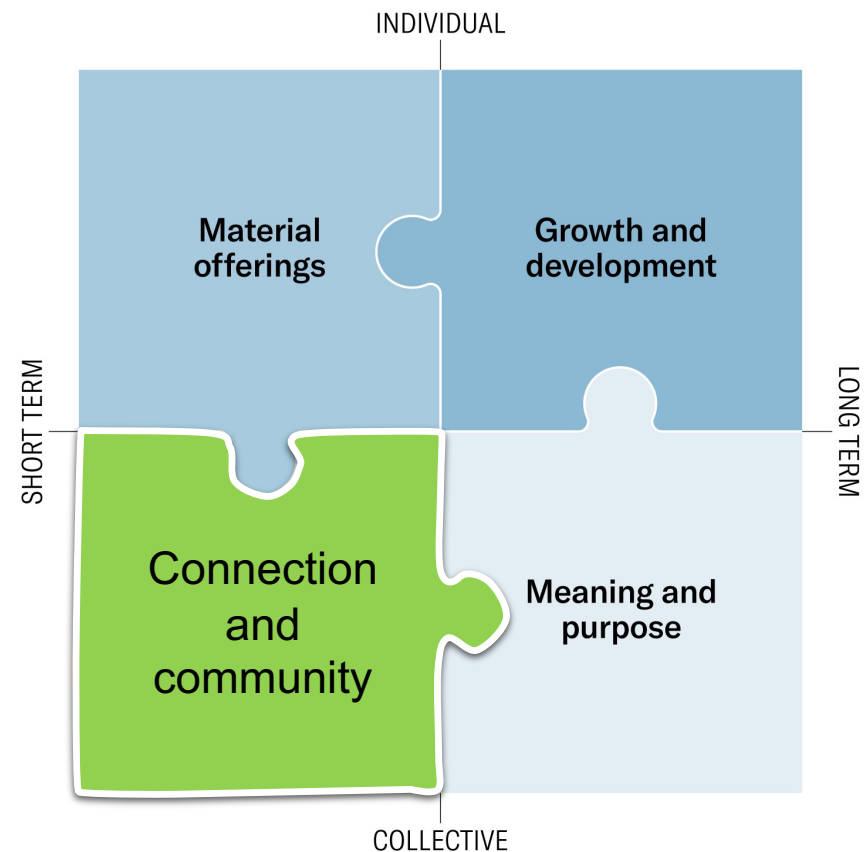 INDIVIDUAL
Material
offerings
Growth and
development
SHORT TERM
LONG TERM
Connection
and
community
Meaning and
purpose
COLLECTIVE